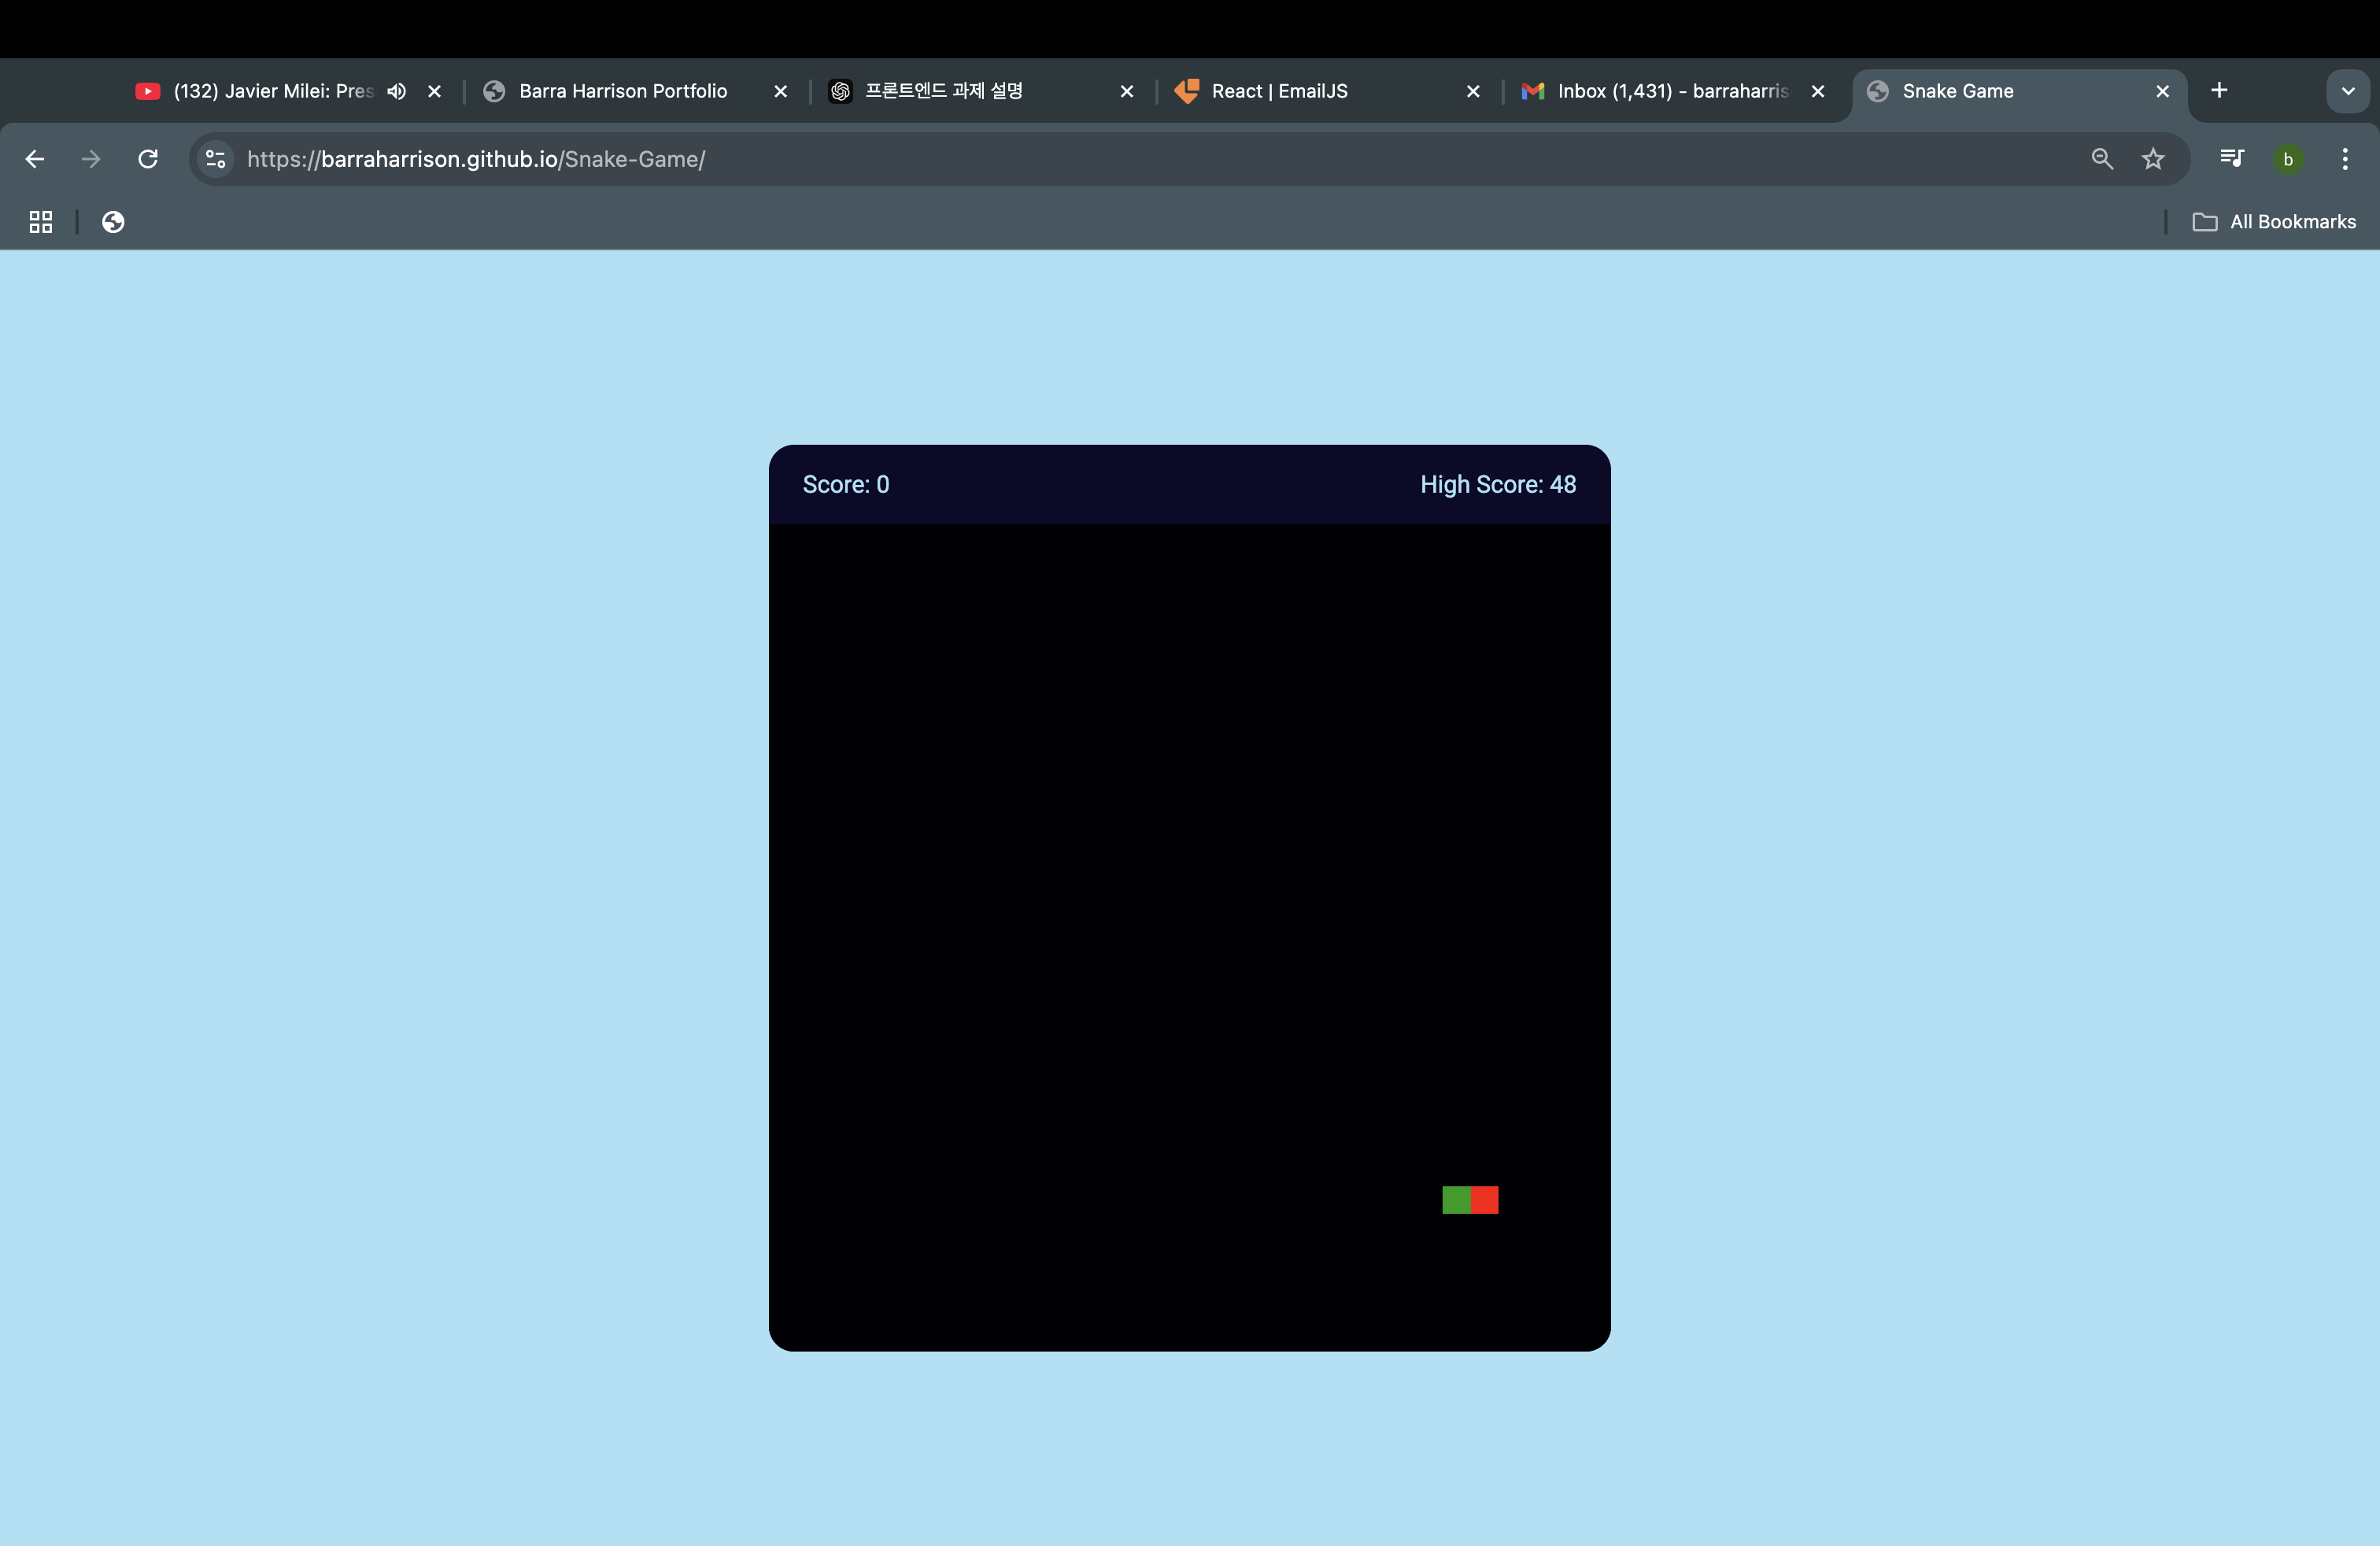 (132) Javier Milei: Pres
Barra Harrison Portfolio
프론트엔드 과제 설명
React | EmailJS
Inbox (1,431) - barraharris
Snake Game
https://barraharrison.github.io/Snake-Game/
b
All Bookmarks
Score: 0
High Score: 48